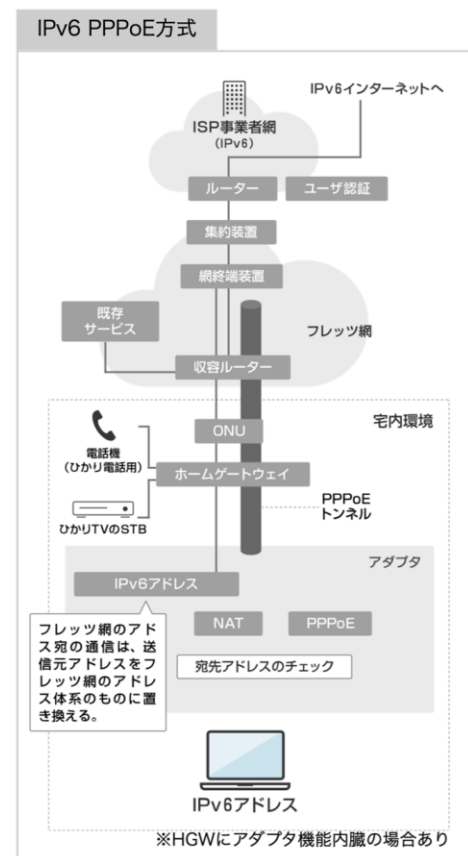 IPv6 PPPoE方式
IPv6インターネットへ
ISP事業者網
(IPv6)
ルーター
ユーザ認証
集約装置
網終端装置
既存
サービス
フレッツ網
収容ルーター
宅内環境
ONU
電話機
(ひかり電話用)
ホームゲートウェイ
PPPoE
トンネル
ひかりTVのSTB
アダプタ
IPv6アドレス
フレッツ網のアド
ス宛の通信は、送
信元アドレスをフ
レッツ網のアドレ
ス体系のものに置
き換える。
NAT
PPPoE
宛先アドレスのチェック
IPv6アドレス
※HGWにアダプタ機能内臓の場合あり